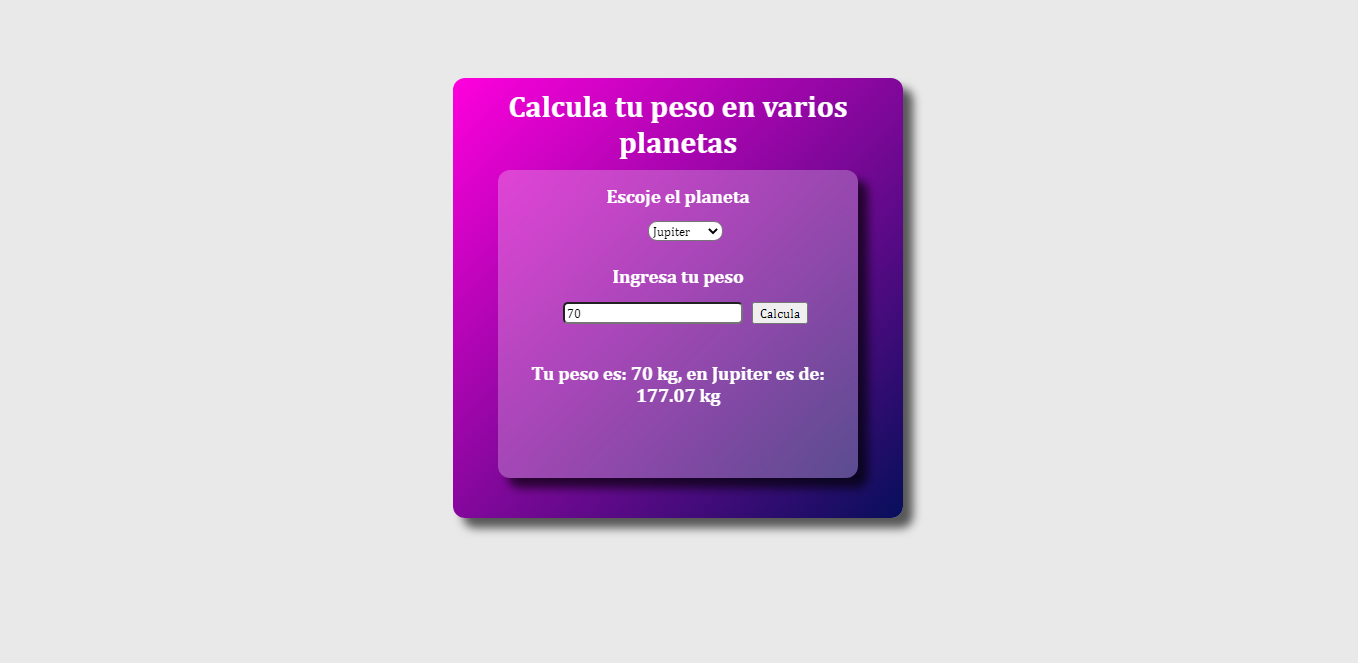 Calcula tu peso en varios
planetas
Escoje el planeta
Jupiter
Ingresa tu peso
70 Calcula
Tu peso es: 70 kg, en Jupiter es de:
177.07 kg